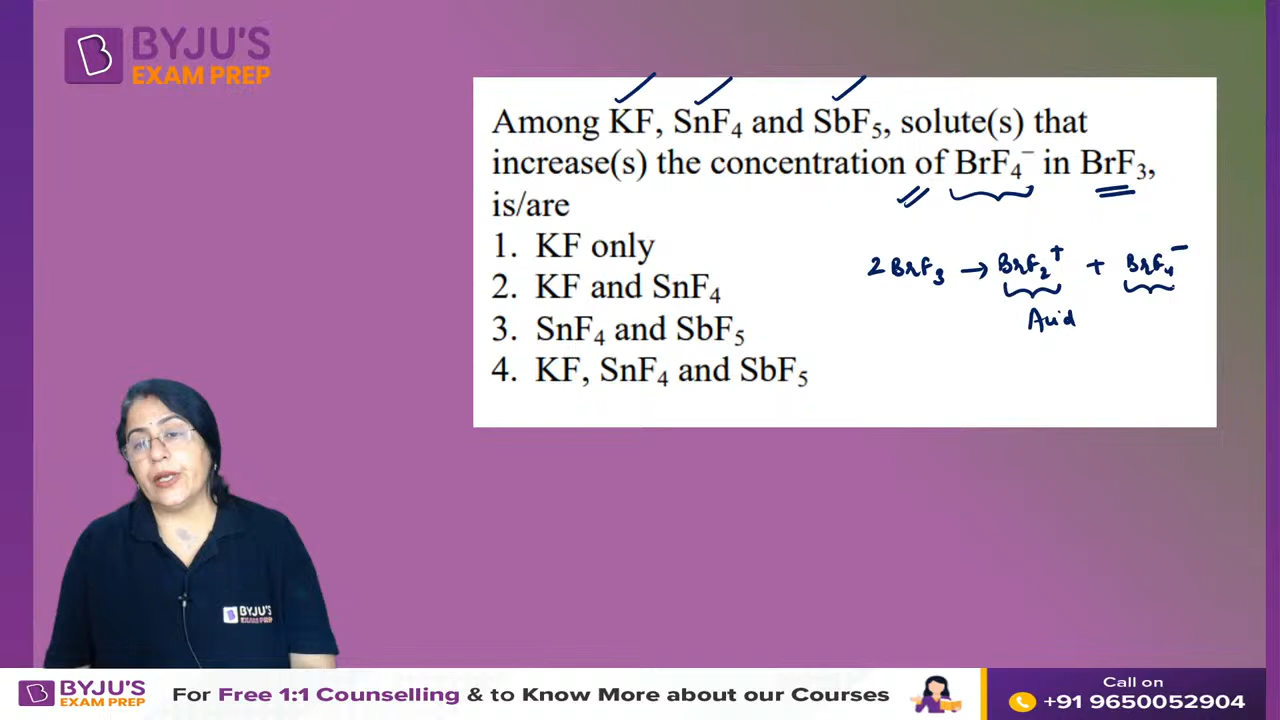 BYJU'S
EXAM PREP
Among KF, SnF₄ and SbF₅, solute(s) that
increase(s) the concentration of BrF₄⁻ in BrF₃,
is/are
1. KF only
2. KF and SnF₄
3. SnF₄ and SbF₅
4. KF, SnF₄ and SbF₅
2BrF₃ → BrF₂⁺ + BrF₄⁻
Acid
BYJU'S
EXAM PREP
BYJU'S
EXAM PREP
For Free 1:1 Counselling & to Know More about our Courses
Call on
+91 9650052904